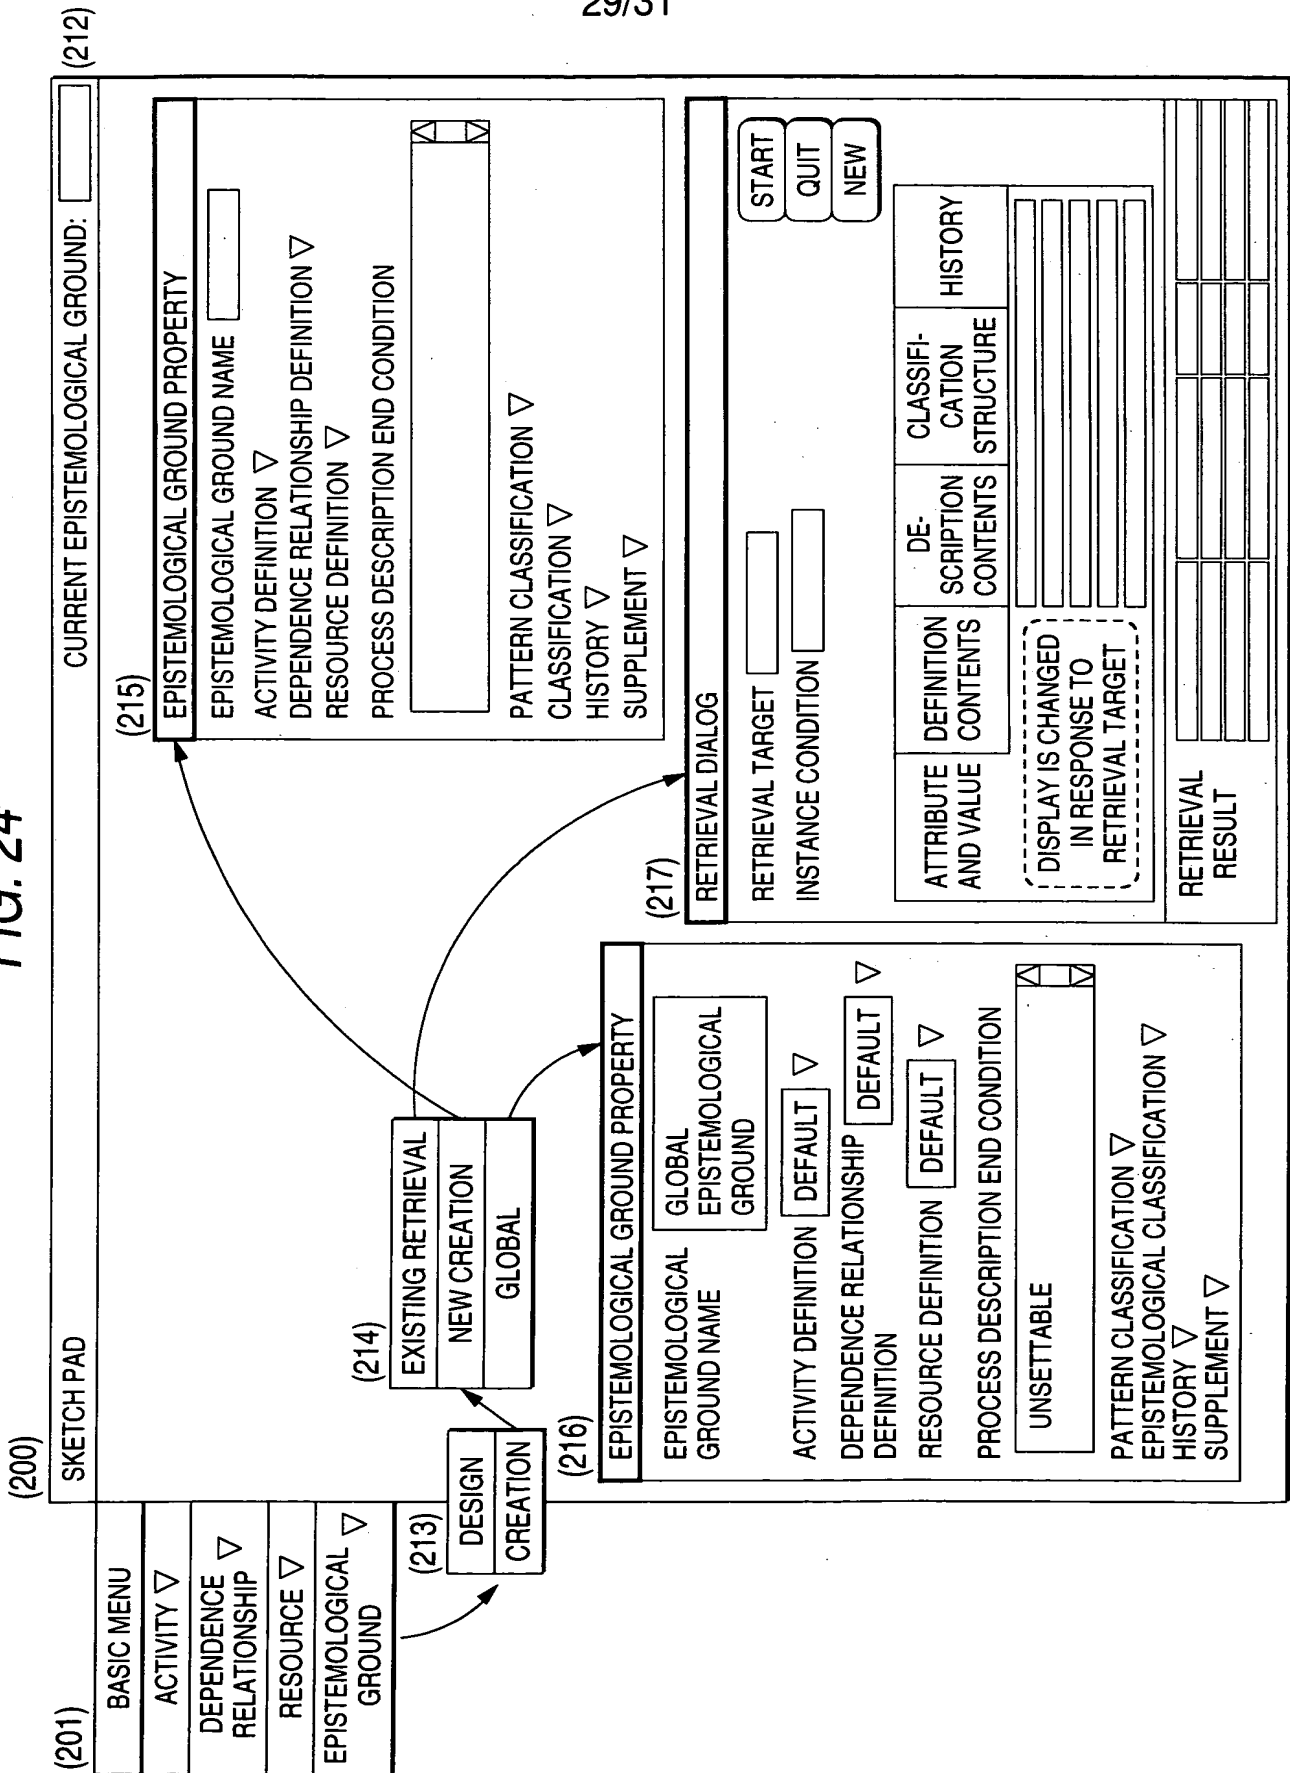 29/31
FIG. 24
(200)
SKETCH PAD
CURRENT EPISTEMOLOGICAL GROUND:
(212)
(201)
BASIC MENU
ACTIVITY ▽
DEPENDENCE
RELATIONSHIP ▽
RESOURCE ▽
EPISTEMOLOGICAL ▽
GROUND
(213)
DESIGN
CREATION
(214)
EXISTING RETRIEVAL
NEW CREATION
GLOBAL
(215)
EPISTEMOLOGICAL GROUND PROPERTY
EPISTEMOLOGICAL GROUND NAME
ACTIVITY DEFINITION ▽
DEPENDENCE RELATIONSHIP DEFINITION ▽
RESOURCE DEFINITION ▽
PROCESS DESCRIPTION END CONDITION
PATTERN CLASSIFICATION ▽
CLASSIFICATION ▽
HISTORY ▽
SUPPLEMENT ▽
(216)
EPISTEMOLOGICAL GROUND PROPERTY
EPISTEMOLOGICAL
GROUND NAME
GLOBAL
EPISTEMOLOGICAL
GROUND
ACTIVITY DEFINITION DEFAULT ▽
DEPENDENCE RELATIONSHIP
DEFINITION
DEFAULT ▽
RESOURCE DEFINITION DEFAULT ▽
PROCESS DESCRIPTION END CONDITION
UNSETTABLE
PATTERN CLASSIFICATION ▽
EPISTEMOLOGICAL CLASSIFICATION ▽
HISTORY ▽
SUPPLEMENT ▽
(217)
RETRIEVAL DIALOG
RETRIEVAL TARGET
INSTANCE CONDITION
START
QUIT
NEW
ATTRIBUTE
AND VALUE
DEFINITION
CONTENTS
DE-
SCRIPTION
CONTENTS
CLASSIFI-
CATION
STRUCTURE
HISTORY
DISPLAY IS CHANGED
IN RESPONSE TO
RETRIEVAL TARGET
RETRIEVAL
RESULT